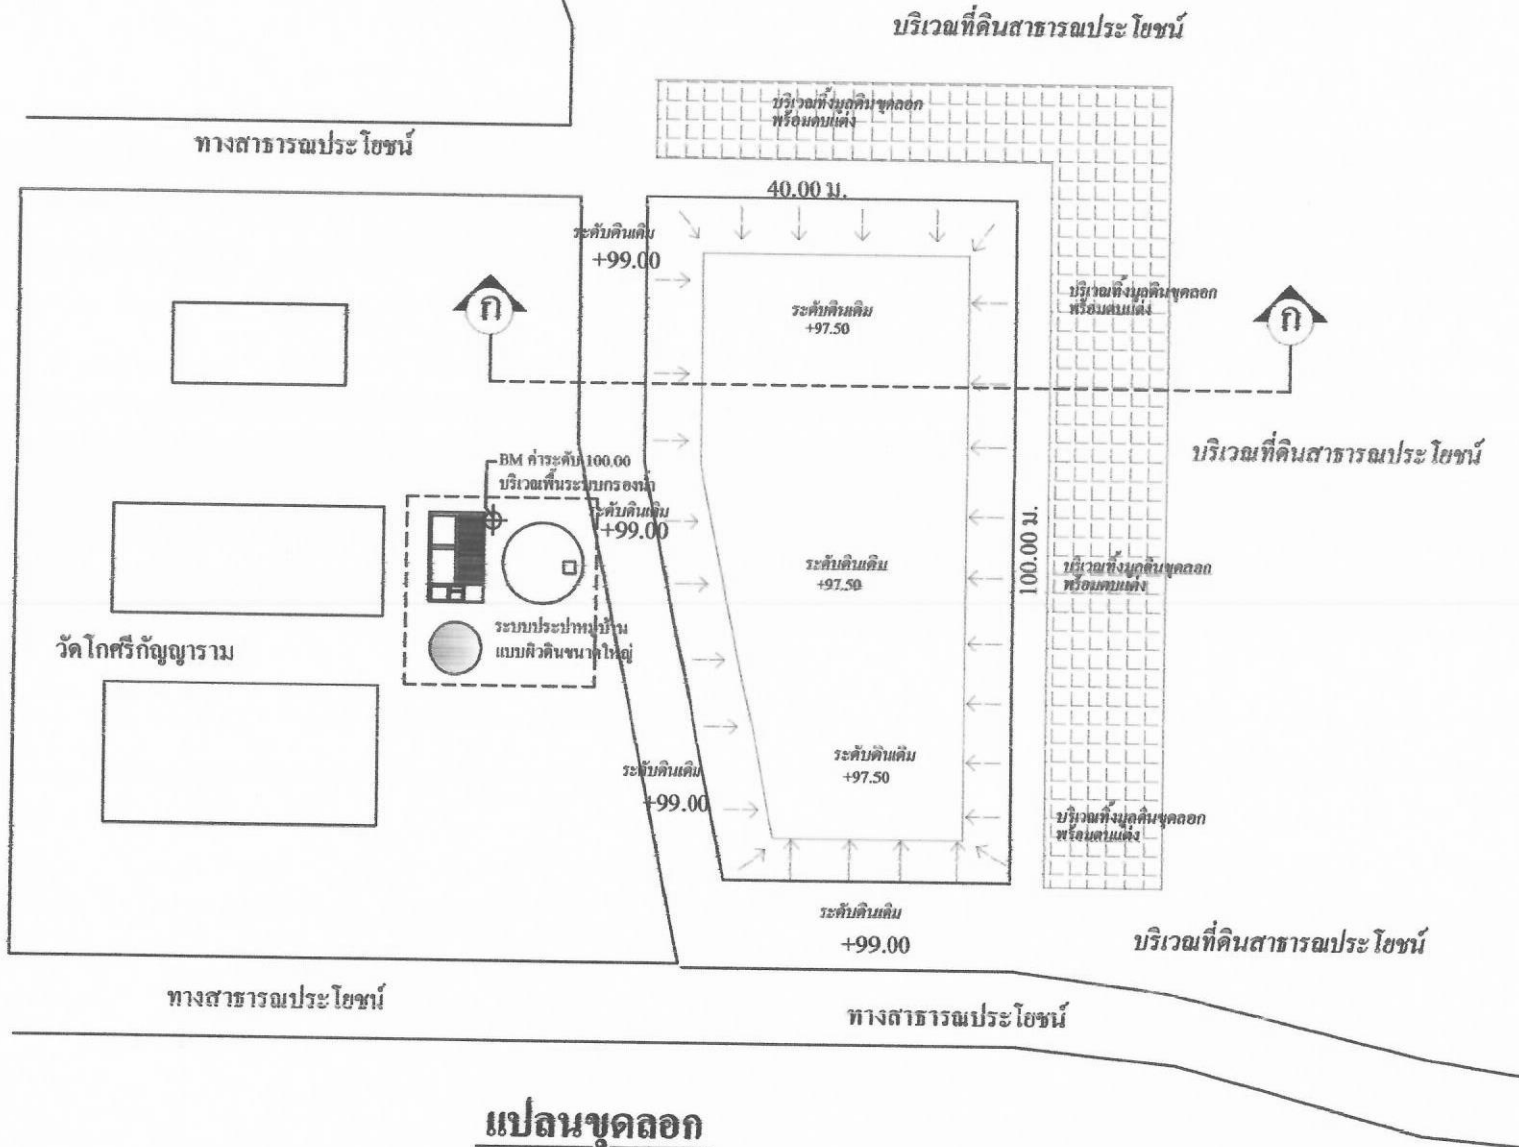 บริเวณที่ดินสาธารณประโยชน์
บริเวณทิ้งมูลดินขุดลอก
พร้อมตบแต่ง
ทางสาธารณประโยชน์
40.00 ม.
ระดับดินเดิม
+99.00
ก
ระดับดินเดิม
+97.50
บริเวณทิ้งมูลดินขุดลอก
พร้อมตบแต่ง
ก
บริเวณที่ดินสาธารณประโยชน์
BM ค่าระดับ 100.00
บริเวณพื้นระบบกรองน้ำ
ระดับดินเดิม
+99.00
100.00 ม.
ระดับดินเดิม
+97.50
บริเวณทิ้งมูลดินขุดลอก
พร้อมตบแต่ง
วัดโกศรีกัญญาราม
ระบบประปาหมู่บ้าน
แบบผิวดินขนาดใหญ่
ระดับดินเดิม
+99.00
ระดับดินเดิม
+97.50
บริเวณทิ้งมูลดินขุดลอก
พร้อมตบแต่ง
ระดับดินเดิม
+99.00
บริเวณที่ดินสาธารณประโยชน์
ทางสาธารณประโยชน์
ทางสาธารณประโยชน์
แปลนขุดลอก